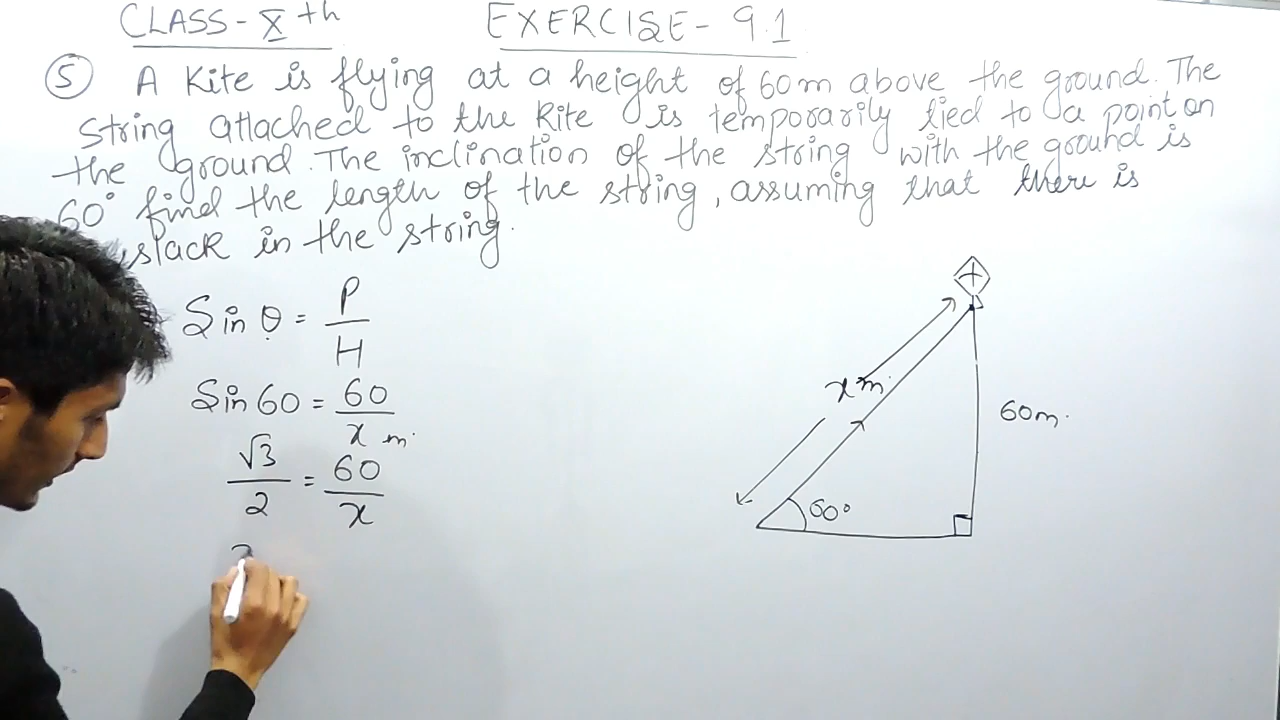 CLASS-Xth EXERCISE-9.1
5 A Kite is flying at a height of 60m above the ground. The
string attached to the Kite is temporarily tied to a point on
the ground. The inclination of the string with the ground is
60° find the length of the string, assuming that there is
slack in the string.
Sin θ = P/H
Sin 60 = 60/x m.
√3/2 = 60/x
x m.
60m.
60°